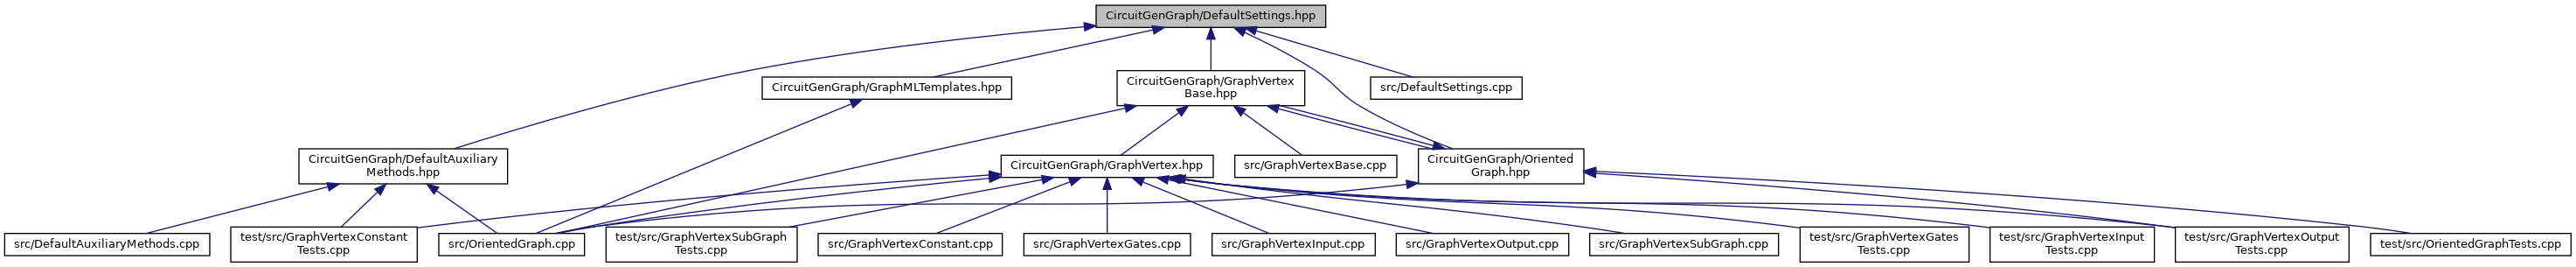 CircuitGenGraph/DefaultSettings.hpp
CircuitGenGraph/GraphMLTemplates.hpp
CircuitGenGraph/GraphVertex
Base.hpp
src/DefaultSettings.cpp
CircuitGenGraph/DefaultAuxiliary
Methods.hpp
CircuitGenGraph/GraphVertex.hpp
src/GraphVertexBase.cpp
CircuitGenGraph/Oriented
Graph.hpp
src/DefaultAuxiliaryMethods.cpp
test/src/GraphVertexConstant
Tests.cpp
src/OrientedGraph.cpp
test/src/GraphVertexSubGraph
Tests.cpp
src/GraphVertexConstant.cpp
src/GraphVertexGates.cpp
src/GraphVertexInput.cpp
src/GraphVertexOutput.cpp
src/GraphVertexSubGraph.cpp
test/src/GraphVertexGates
Tests.cpp
test/src/GraphVertexInput
Tests.cpp
test/src/GraphVertexOutput
Tests.cpp
test/src/OrientedGraphTests.cpp